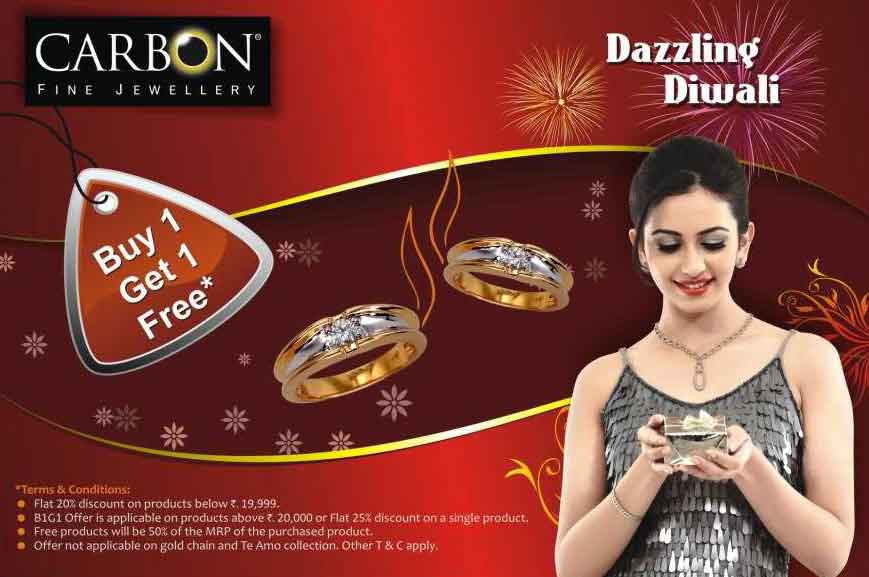 CARBON®
FINE JEWELLERY
Dazzling
Diwali
Buy 1
Get 1
Free*
*Terms & Conditions:
Flat 20% discount on products below ₹. 19,999.
B1G1 Offer is applicable on products above ₹. 20,000 or Flat 25% discount on a single product.
Free products will be 50% of the MRP of the purchased product.
Offer not applicable on gold chain and Te Amo collection. Other T & C apply.